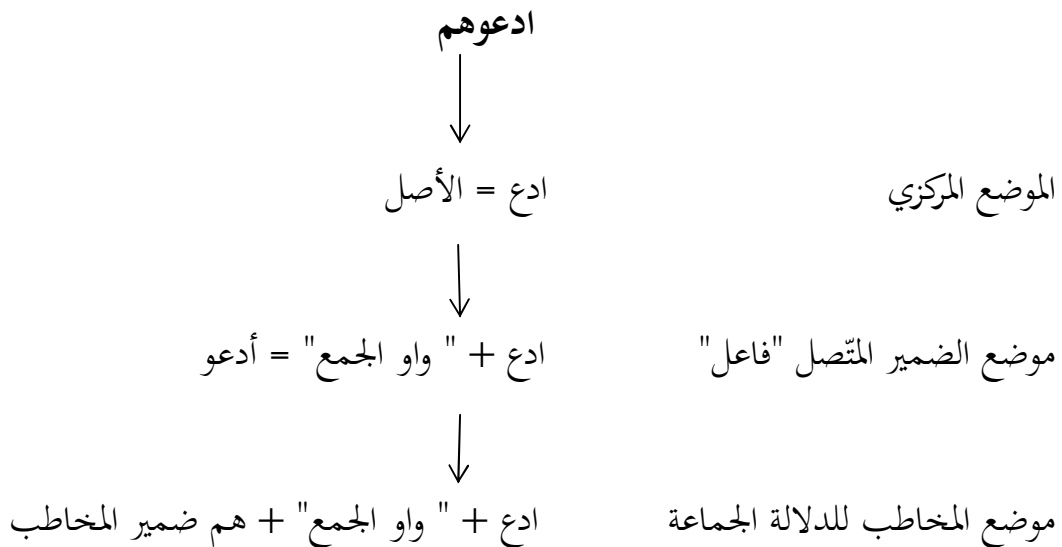 ادعوهم
الموضع المركزي ادع = الأصل
موضع الضمير المتّصل "فاعل" ادع + " واو الجمع" = أدعو
موضع المخاطب للدلالة الجماعة ادع + " واو الجمع" + هم ضمير المخاطب